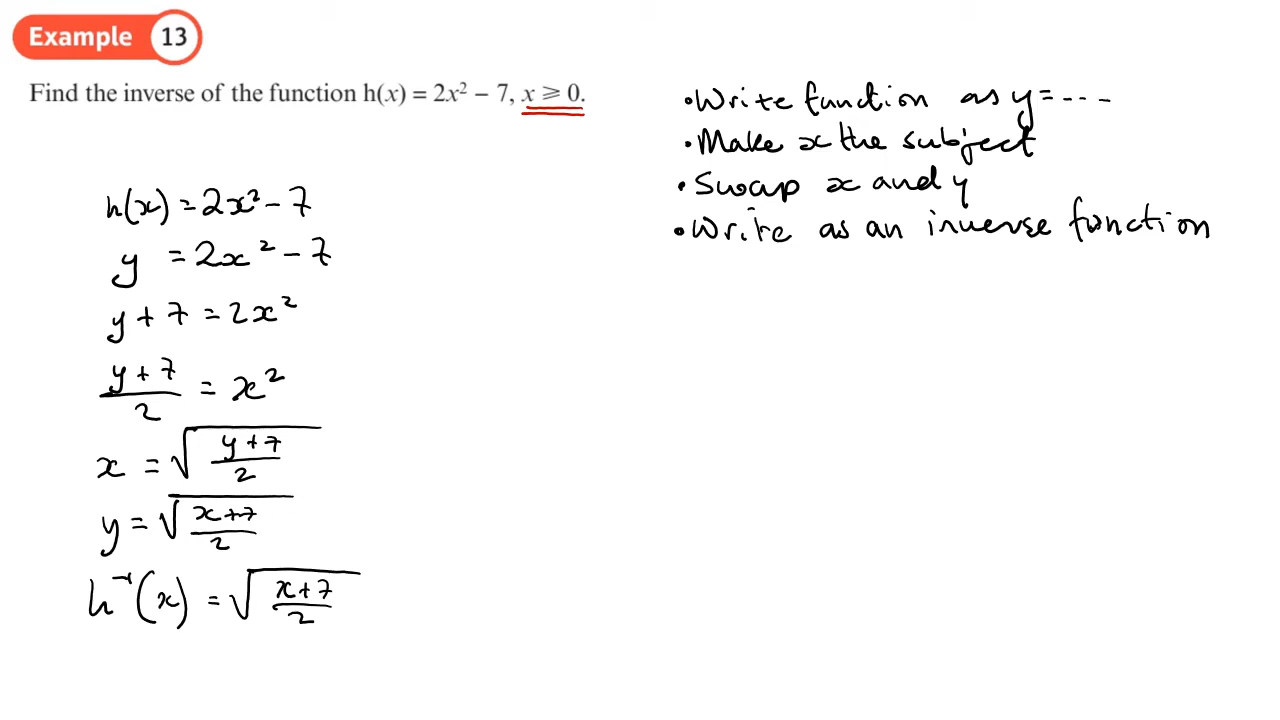 Example 13
Find the inverse of the function h(x) = 2x² − 7, x ⩾ 0.
h(x) = 2x² − 7
y = 2x² − 7
y + 7 = 2x²
(y + 7)/2 = x²
x = √((y + 7)/2)
y = √((x + 7)/2)
h⁻¹(x) = √((x + 7)/2)
• Write function as y = ----
• Make x the subject
• Swap x and y
• Write as an inverse function